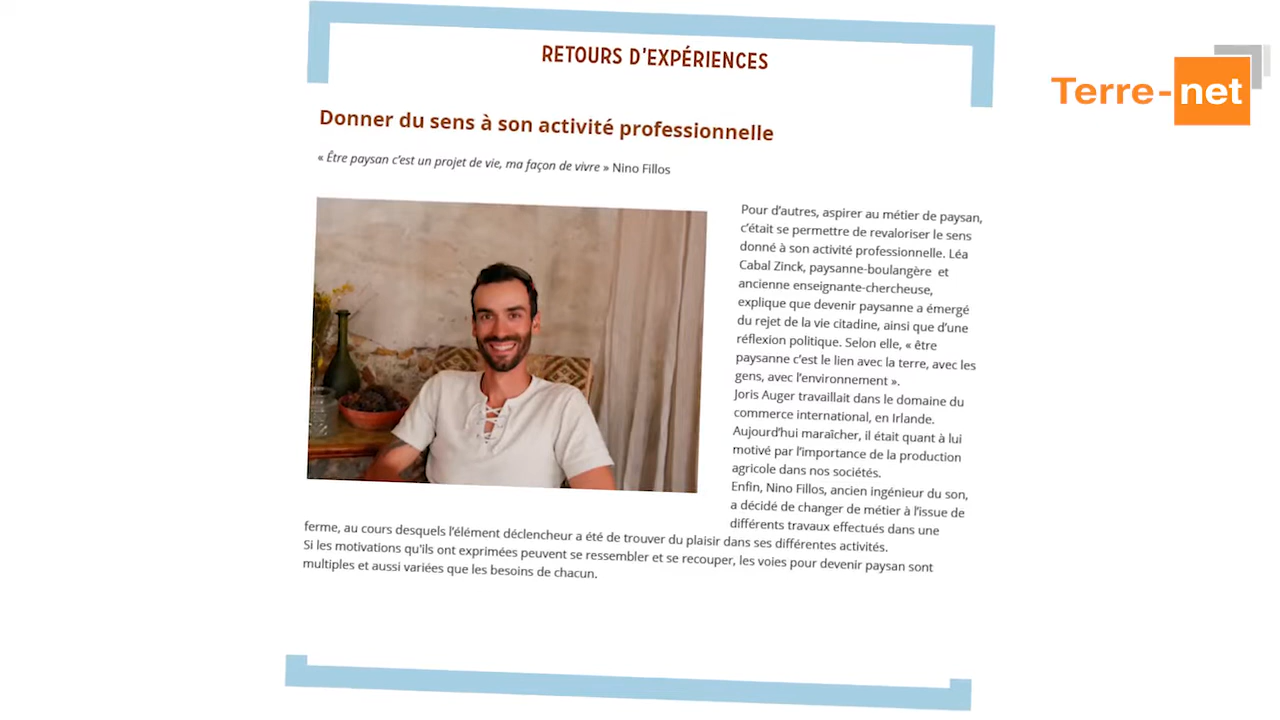 RETOURS D'EXPÉRIENCES
Terre-net
Donner du sens à son activité professionnelle
« Être paysan c'est un projet de vie, ma façon de vivre » Nino Fillos
Pour d'autres, aspirer au métier de paysan,
c'était se permettre de revaloriser le sens
donné à son activité professionnelle. Léa
Cabal Zinck, paysanne-boulangère et
ancienne enseignante-chercheuse,
explique que devenir paysanne a émergé
du rejet de la vie citadine, ainsi que d'une
réflexion politique. Selon elle, « être
paysanne c'est le lien avec la terre, avec les
gens, avec l'environnement ».
Joris Auger travaillait dans le domaine du
commerce international, en Irlande.
Aujourd'hui maraîcher, il était quant à lui
motivé par l'importance de la production
agricole dans nos sociétés.
Enfin, Nino Fillos, ancien ingénieur du son,
a décidé de changer de métier à l'issue de
différents travaux effectués dans une
ferme, au cours desquels l'élément déclencheur a été de trouver du plaisir dans ses différentes activités.
Si les motivations qu'ils ont exprimées peuvent se ressembler et se recouper, les voies pour devenir paysan sont
multiples et aussi variées que les besoins de chacun.